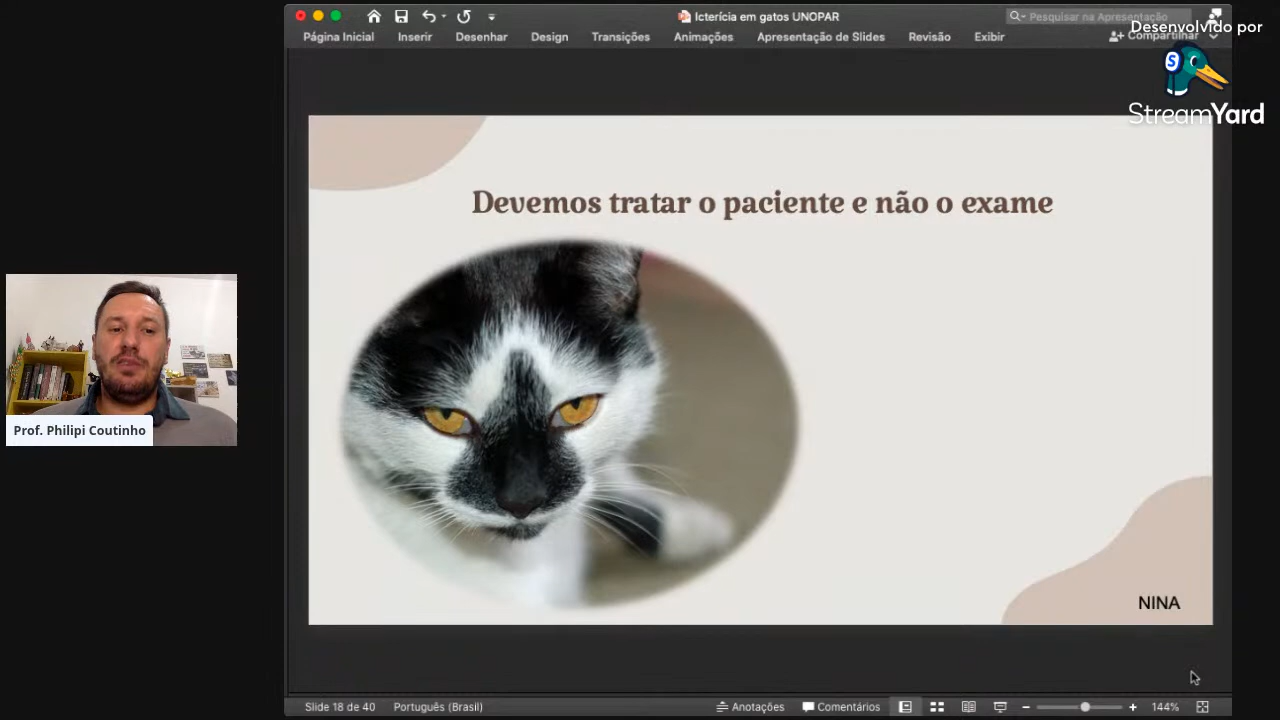 Icterícia em gatos UNOPAR
Pesquisar na Apresentação
Página Inicial
Inserir
Desenhar
Design
Transições
Animações
Apresentação de Slides
Revisão
Exibir
Compartilhar
Desenvolvido por
S
StreamYard
Devemos tratar o paciente e não o exame
Prof. Philipi Coutinho
NINA
Slide 18 de 40
Português (Brasil)
Anotações
Comentários
144%